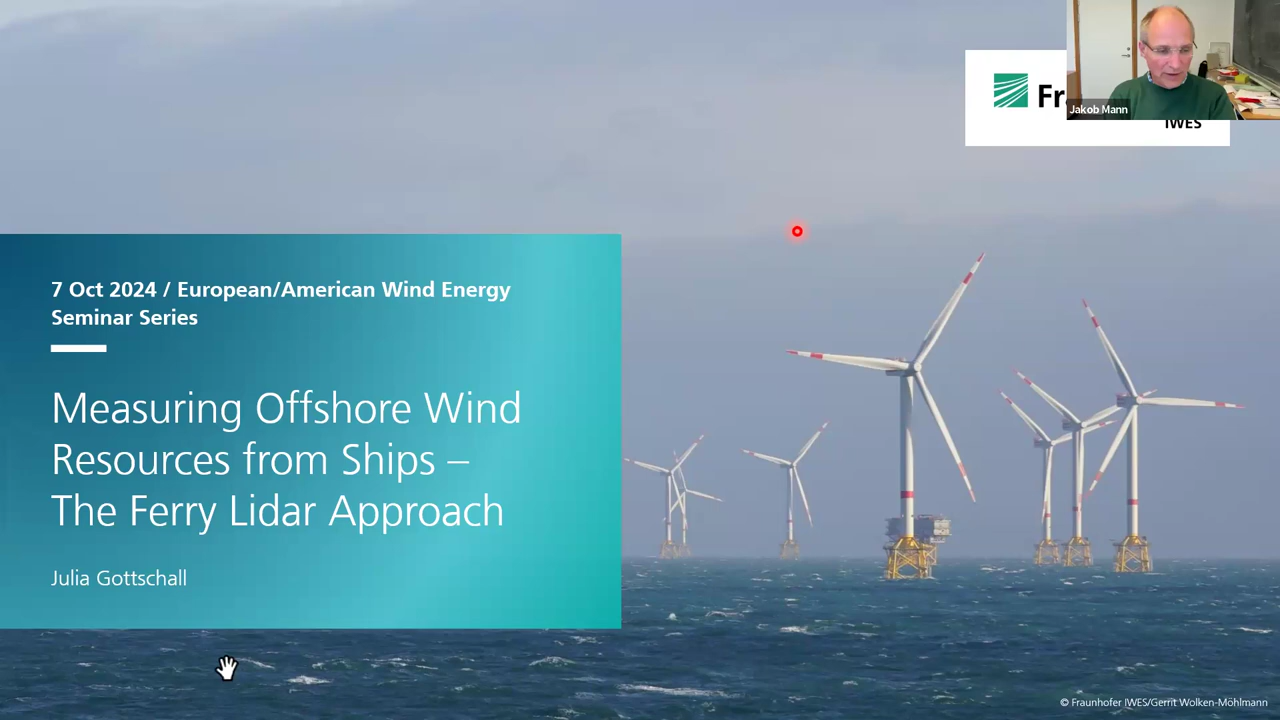 Jakob Mann
IWES
7 Oct 2024 / European/American Wind Energy
Seminar Series
Measuring Offshore Wind
Resources from Ships –
The Ferry Lidar Approach
Julia Gottschall
© Fraunhofer IWES/Gerrit Wolken-Möhlmann